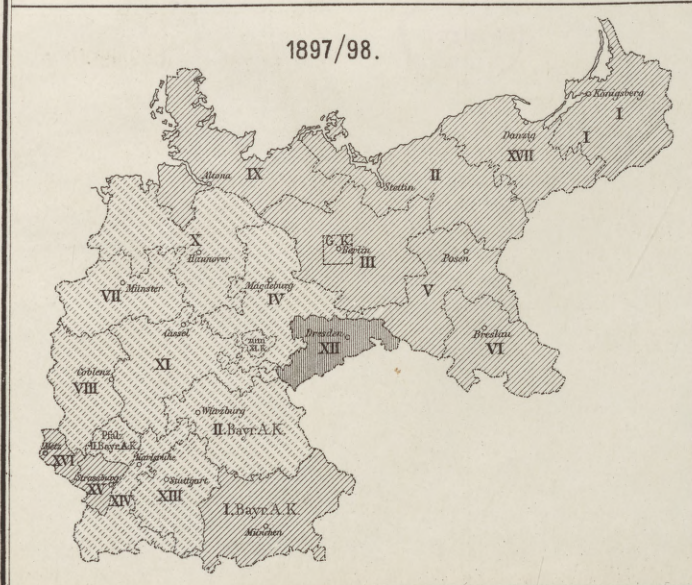 1897/98.
Königsberg
I
I
Danzig
XVII
IX
II
Altona
Stettin
X
Hannover
G.K.
Berlin
III
Posen
VII
Münster
Magdeburg
IV
V
Cassel
Dresden
XII
Breslau
VI
zum
XI.K.
XI
Coblenz
VIII
Würzburg
II.Bayr.A.K.
Pfalz
II.Bayr.A.K.
Metz
XVI
Karlsruhe
Strassburg
XV
XIV
Stuttgart
XIII
I.Bayr.A.K.
München